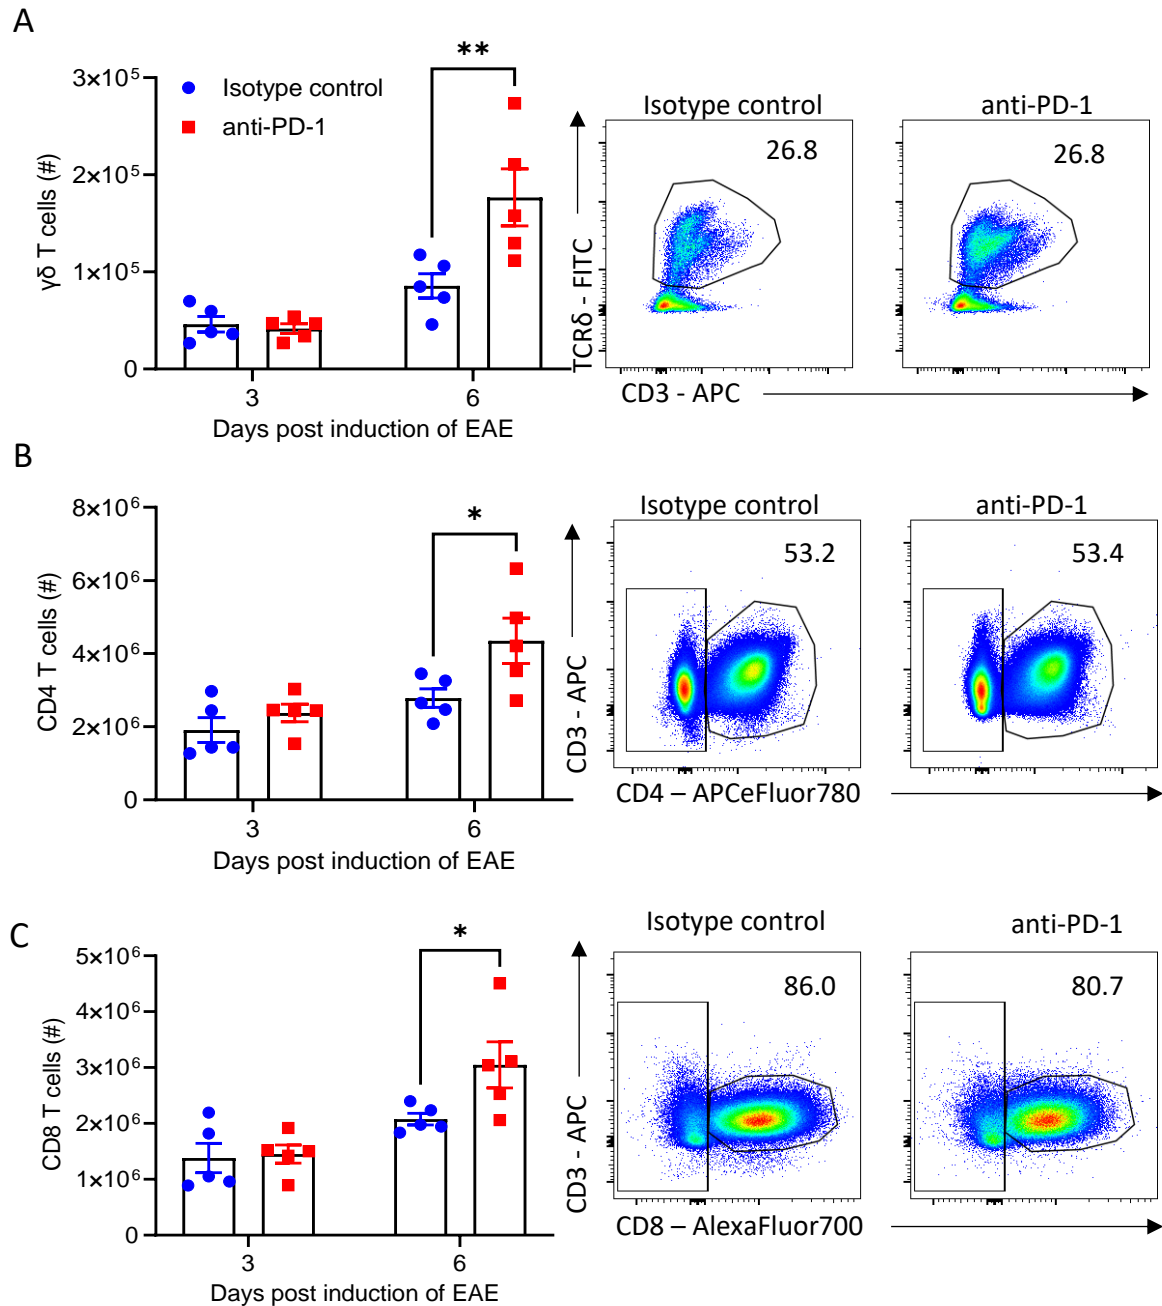 A
**
3×10⁵
2×10⁵
1×10⁵
0
γδ T cells (#)
Isotype control
anti-PD-1
3
6
Days post induction of EAE
Isotype control
anti-PD-1
26.8
26.8
TCRδ - FITC
CD3 - APC
B
*
8×10⁶
6×10⁶
4×10⁶
2×10⁶
0
CD4 T cells (#)
3
6
Days post induction of EAE
Isotype control
anti-PD-1
53.2
53.4
CD3 - APC
CD4 – APCeFluor780
C
*
5×10⁶
4×10⁶
3×10⁶
2×10⁶
1×10⁶
0
CD8 T cells (#)
3
6
Days post induction of EAE
Isotype control
anti-PD-1
86.0
80.7
CD3 - APC
CD8 – AlexaFluor700